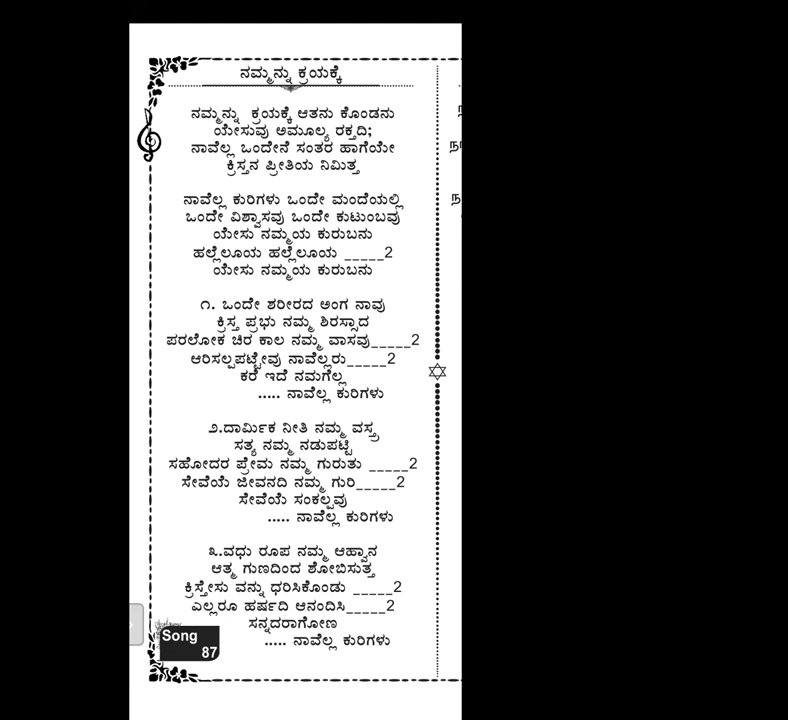 ನಮ್ಮನ್ನು ಕ್ರಯಕ್ಕೆ
ನಮ್ಮನ್ನು ಕ್ರಯಕ್ಕೆ ಆತನು ಕೊಂಡನು
ಯೇಸುವು ಅಮೂಲ್ಯ ರಕ್ತದಿ;
ನಾವೆಲ್ಲ ಒಂದೇನೆ ಸಂತರ ಹಾಗೆಯೇ
ಕ್ರಿಸ್ತನ ಪ್ರೀತಿಯ ನಿಮಿತ್ತ
ನಾವೆಲ್ಲ ಕುರಿಗಳು ಒಂದೇ ಮಂದೆಯಲ್ಲಿ
ಒಂದೇ ವಿಶ್ವಾಸವು ಒಂದೇ ಕುಟುಂಬವು
ಯೇಸು ನಮ್ಮಯ ಕುರುಬನು
ಹಲ್ಲೆಲೂಯ ಹಲ್ಲೆಲೂಯ _____2
ಯೇಸು ನಮ್ಮಯ ಕುರುಬನು
೧. ಒಂದೇ ಶರೀರದ ಅಂಗ ನಾವು
ಕ್ರಿಸ್ತ ಪ್ರಭು ನಮ್ಮ ಶಿರಸ್ಸಾದ
ಪರಲೋಕ ಚಿರ ಕಾಲ ನಮ್ಮ ವಾಸವು_____2
ಆರಿಸಲ್ಪಪಟ್ಟೇವು ನಾವೆಲ್ಲರು_____2
ಕರೆ ಇದೆ ನಮಗೆಲ್ಲ
..... ನಾವೆಲ್ಲ ಕುರಿಗಳು
೨.ದಾರ್ಮಿಕ ನೀತಿ ನಮ್ಮ ವಸ್ತ್ರ
ಸತ್ಯ ನಮ್ಮ ನಡುಪಟ್ಟಿ
ಸಹೋದರ ಪ್ರೇಮ ನಮ್ಮ ಗುರುತು _____2
ಸೇವೆಯೆ ಜೀವನದಿ ನಮ್ಮ ಗುರಿ_____2
ಸೇವೆಯೆ ಸಂಕಲ್ಪವು
..... ನಾವೆಲ್ಲ ಕುರಿಗಳು
೩.ವಧು ರೂಪ ನಮ್ಮ ಆಹ್ವಾನ
ಆತ್ಮ ಗುಣದಿಂದ ಶೋಬಿಸುತ್ತ
ಕ್ರಿಸ್ತೇಸು ವನ್ನು ಧರಿಸಿಕೊಂಡು _____2
ಎಲ್ಲರೂ ಹರ್ಷದಿ ಆನಂದಿಸಿ_____2
ಸನ್ನದರಾಗೋಣ
..... ನಾವೆಲ್ಲ ಕುರಿಗಳು
Song
87